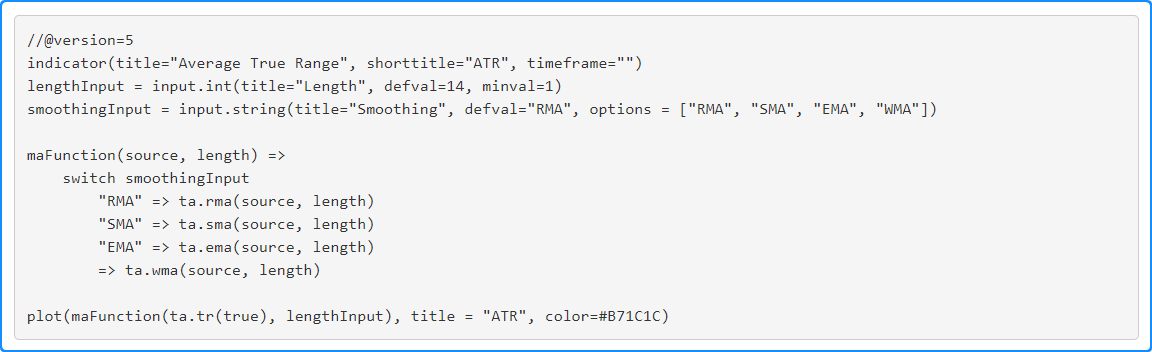 //@version=5
indicator(title="Average True Range", shorttitle="ATR", timeframe="")
lengthInput = input.int(title="Length", defval=14, minval=1)
smoothingInput = input.string(title="Smoothing", defval="RMA", options = ["RMA", "SMA", "EMA", "WMA"])

maFunction(source, length) =>
    switch smoothingInput
        "RMA" => ta.rma(source, length)
        "SMA" => ta.sma(source, length)
        "EMA" => ta.ema(source, length)
        => ta.wma(source, length)

plot(maFunction(ta.tr(true), lengthInput), title = "ATR", color=#B71C1C)